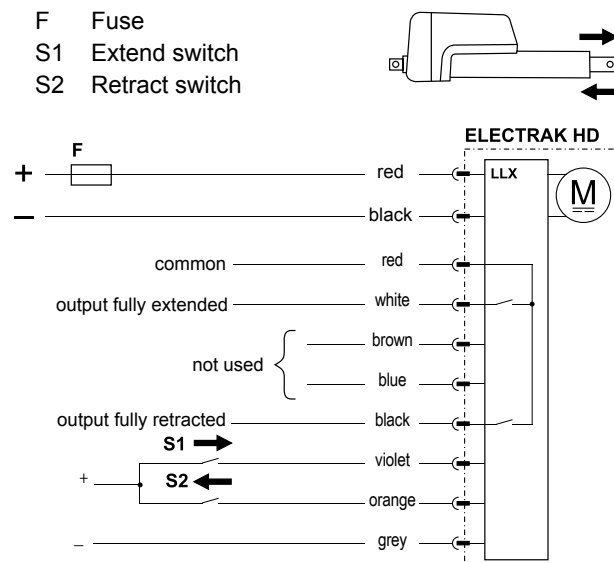 F Fuse
S1 Extend switch
S2 Retract switch
ELECTRAK HD
F
+ red LLX
M
− black
common red
output fully extended white
brown
not used
blue
output fully retracted black
S1
violet
+ S2
orange
− grey